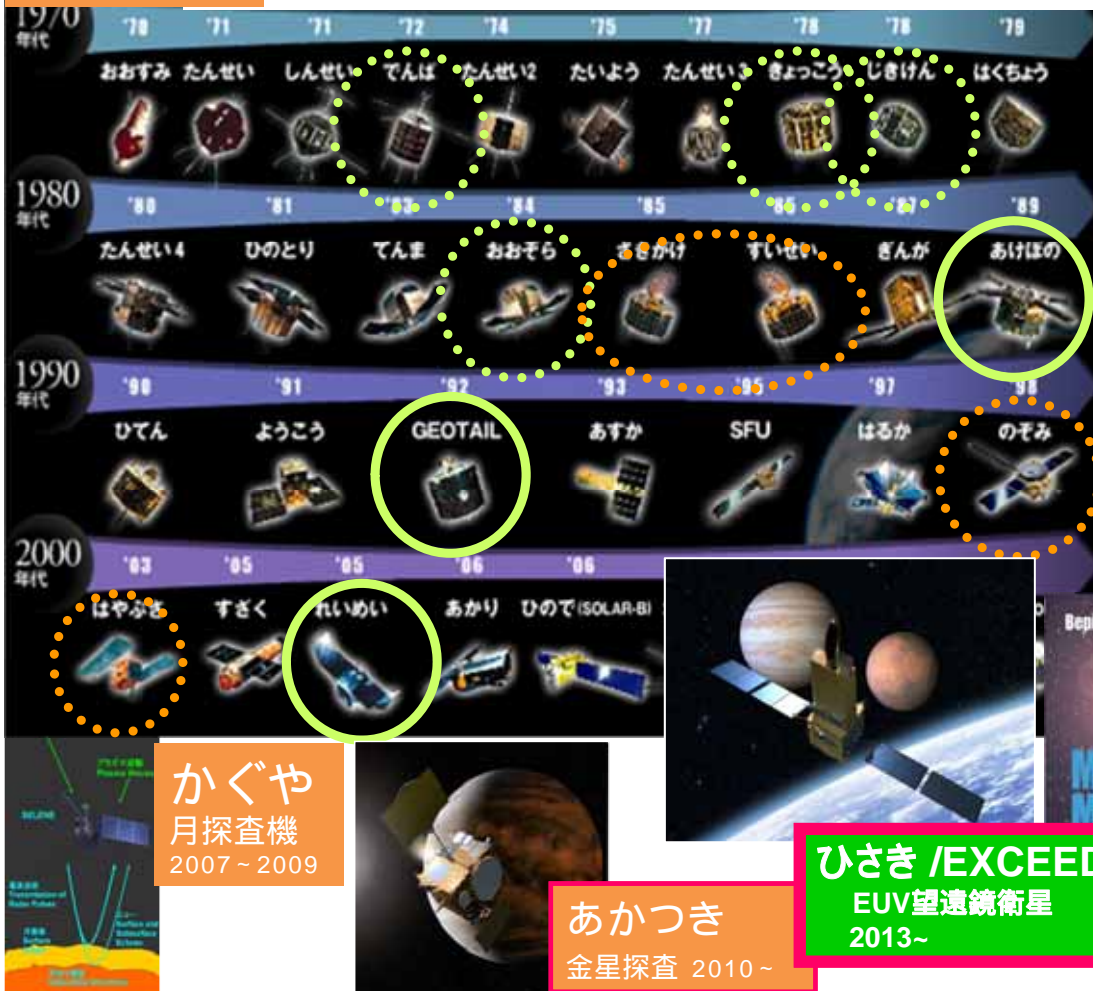 1970
年代
'70 '71 '71 '72 '74 '75 '77 '78 '78 '79
おおすみ たんせい しんせい でんぱ たんせい2 たいよう たんせい3 きょっこう じきけん はくちょう
1980
年代
'80 '81 '83 '84 '85 '87 '89
たんせい4 ひのとり てんま おおぞら さきがけ すいせい ぎんが あけぼの
1990
年代
'90 '91 '92 '93 '97 '98
ひてん ようこう GEOTAIL あすか SFU はるか のぞみ
2000
年代
'03 '05 '05 '06 '06
はやぶさ すざく れいめい あかり ひので(SOLAR-B)
Bepi
M
M
SELENE
かぐや
月探査機
2007~2009
あかつき
金星探査 2010~
ひさき /EXCEED
EUV望遠鏡衛星
2013~